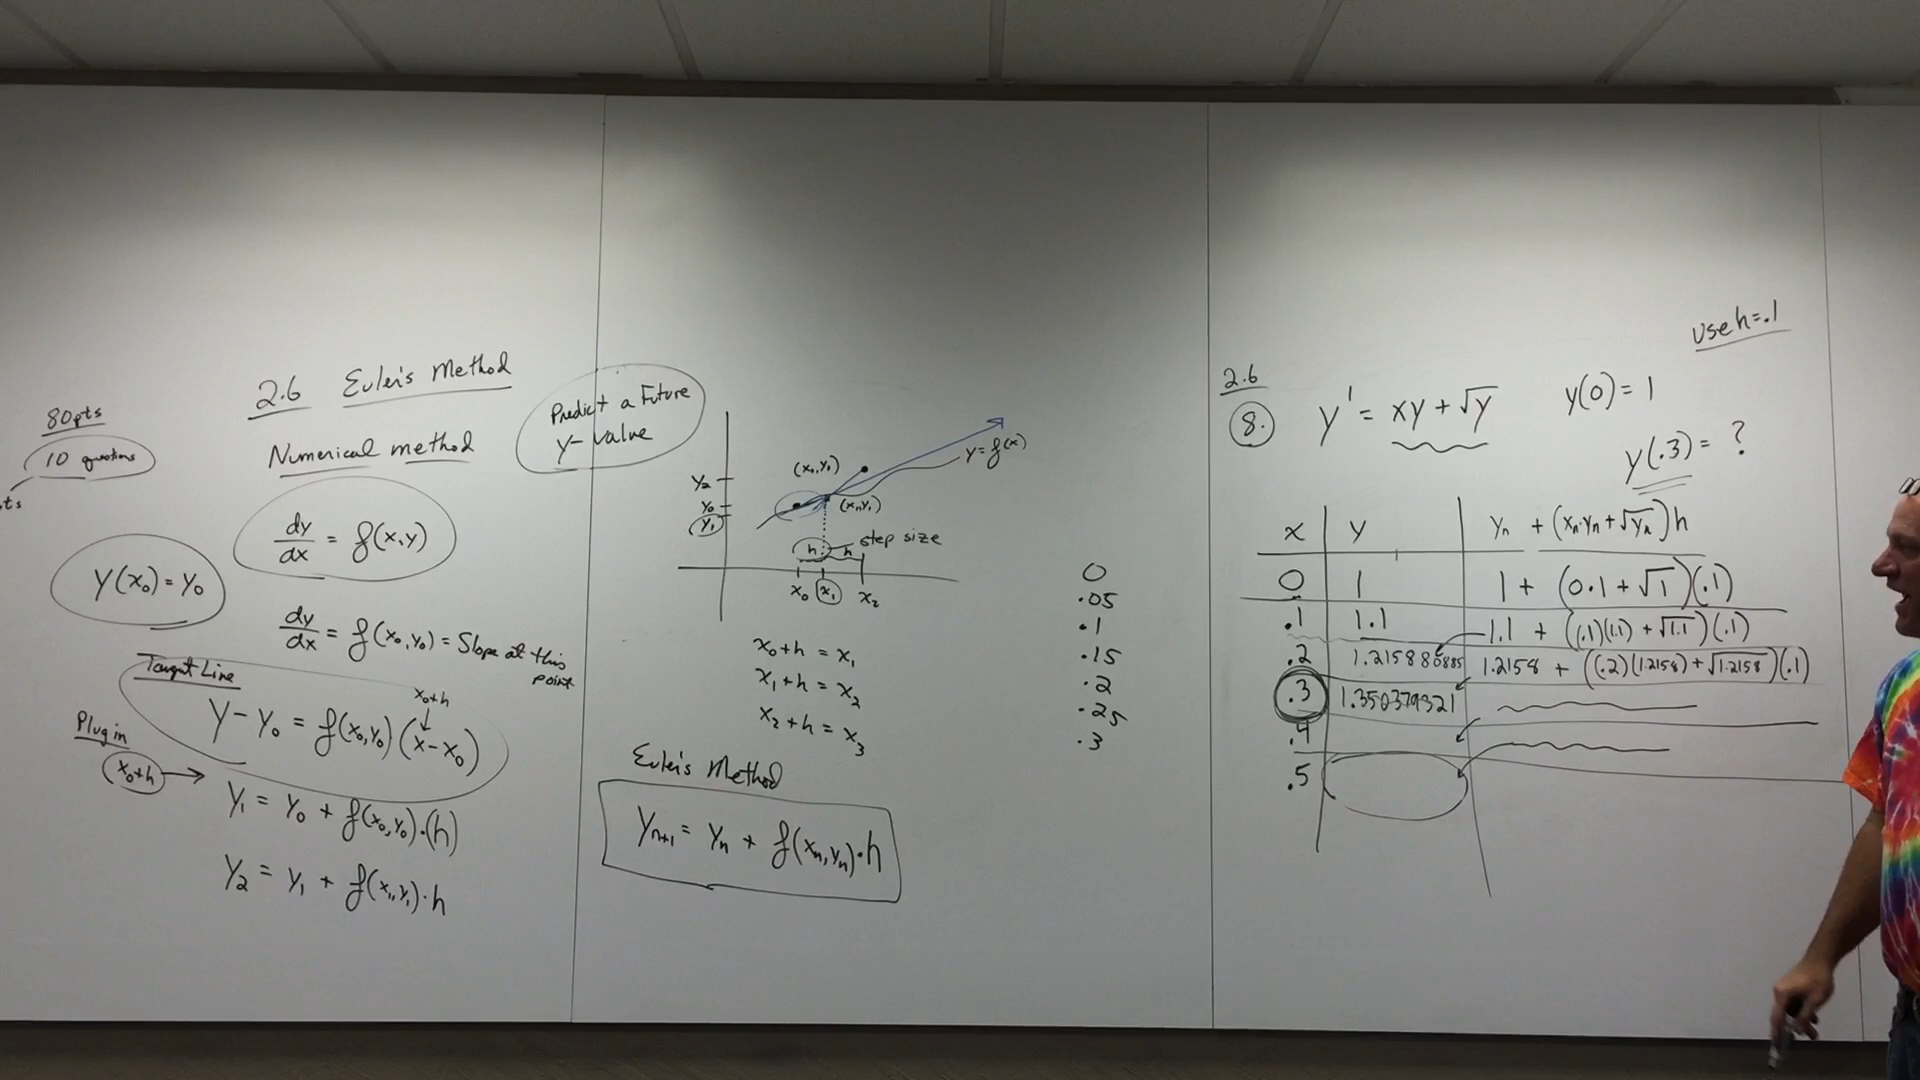 80pts
10 questions
ts
2.6 Euler's Method
Numerical method
Predict a Future
y-value
dy/dx = f(x,y)
y(x₀) = y₀
dy/dx = f(x₀,y₀) = Slope at this
point
Tangent Line
x₀+h
y - y₀ = f(x₀,y₀)(x-x₀)
Plug in
x₀+h
y₁ = y₀ + f(x₀,y₀)·(h)
y₂ = y₁ + f(x₁,y₁)·h
y=f(x)
y₂
y₀
y₁
h h step size
x₀ x₁ x₂
x₀+h = x₁
x₁+h = x₂
x₂+h = x₃
Euler's Method
yₙ₊₁ = yₙ + f(xₙ,yₙ)·h
0
.05
.1
.15
.2
.25
.3
Use h=.1
2.6
8. y' = xy + √y y(0) = 1
y(.3) = ?
x y yₙ + (xₙ·yₙ+√yₙ)h
0 1 1 + (0.1 + √1)(.1)
.1 1.1 1.1 + ((.1)(1.1) + √1.1)(.1)
.2 1.215880885 1.2158 + ((.2)(1.2158)+√1.2158)(.1)
.3 1.350379321
.4
.5